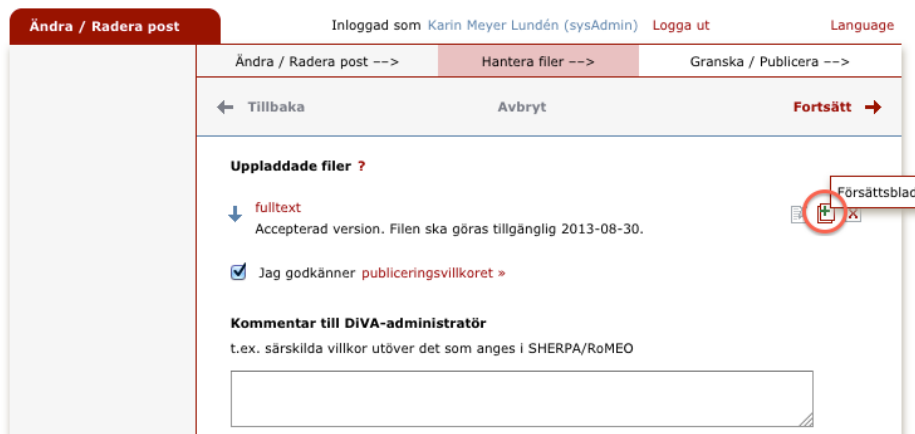 Ändra / Radera post
Inloggad som Karin Meyer Lundén (sysAdmin) Logga ut Language
Ändra / Radera post --> Hantera filer --> Granska / Publicera -->
Tillbaka Avbryt Fortsätt
Uppladdade filer ?
Försättsblad
fulltext
Accepterad version. Filen ska göras tillgänglig 2013-08-30.
Jag godkänner publiceringsvillkoret »
Kommentar till DiVA-administratör
t.ex. särskilda villkor utöver det som anges i SHERPA/RoMEO